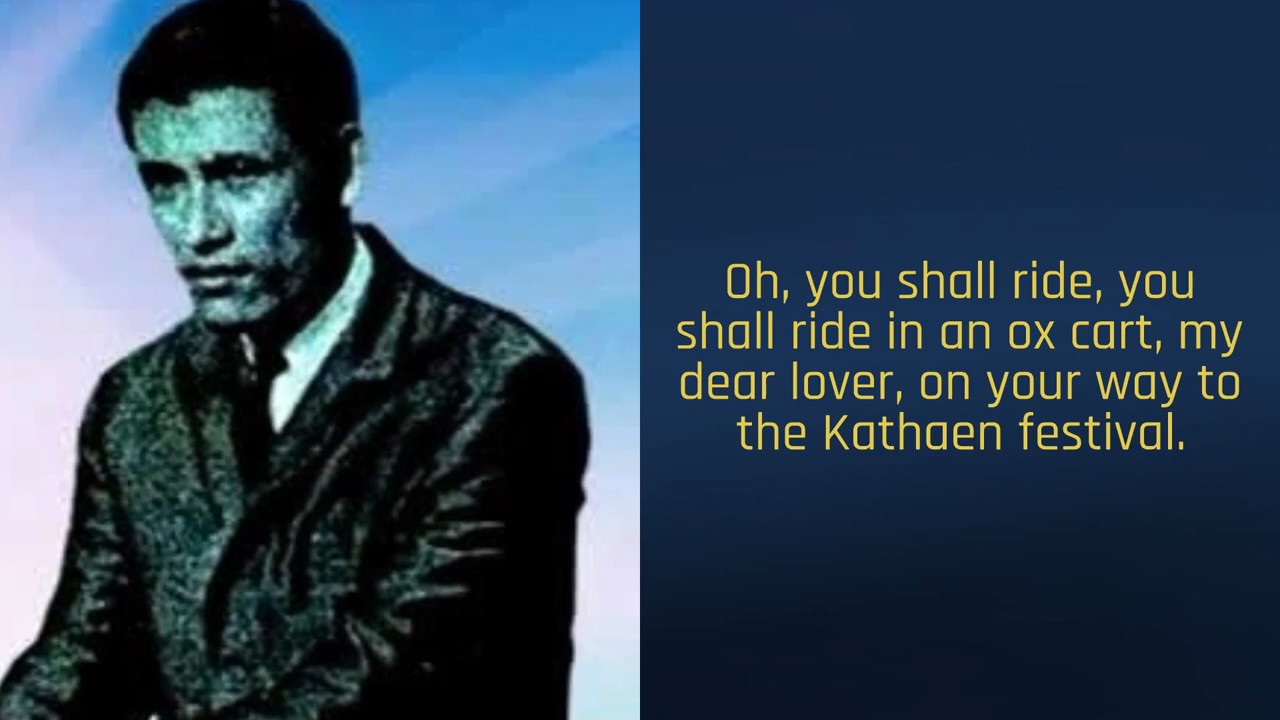 Oh, you shall ride, you
shall ride in an ox cart, my
dear lover, on your way to
the Kathaen festival.